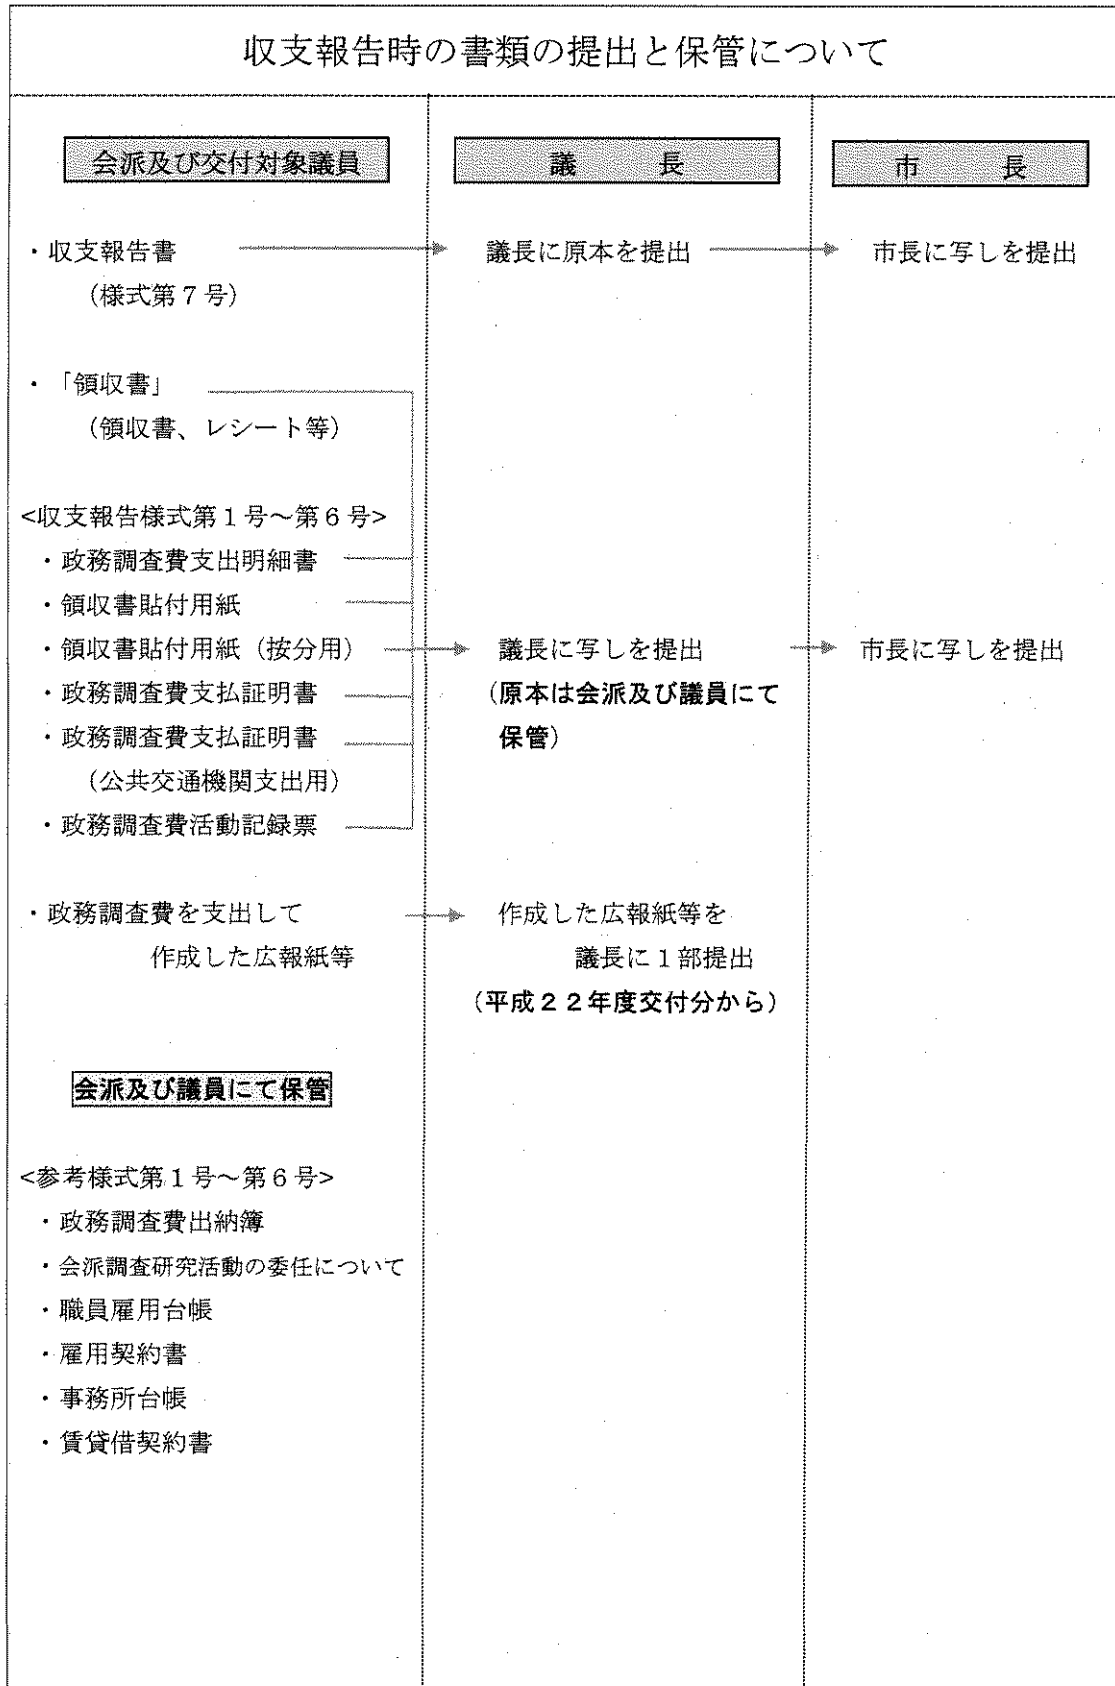 収支報告時の書類の提出と保管について
会派及び交付対象議員
議　　長
市　　長
・収支報告書
議長に原本を提出
市長に写しを提出
（様式第７号）
・「領収書」
（領収書、レシート等）
<収支報告様式第１号～第６号>
・政務調査費支出明細書
・領収書貼付用紙
・領収書貼付用紙（按分用）
議長に写しを提出
市長に写しを提出
・政務調査費支払証明書
（原本は会派及び議員にて
・政務調査費支払証明書
保管）
（公共交通機関支出用）
・政務調査費活動記録票
・政務調査費を支出して
作成した広報紙等を
作成した広報紙等
議長に１部提出
（平成２２年度交付分から）
会派及び議員にて保管
<参考様式第１号～第６号>
・政務調査費出納簿
・会派調査研究活動の委任について
・職員雇用台帳
・雇用契約書
・事務所台帳
・賃貸借契約書